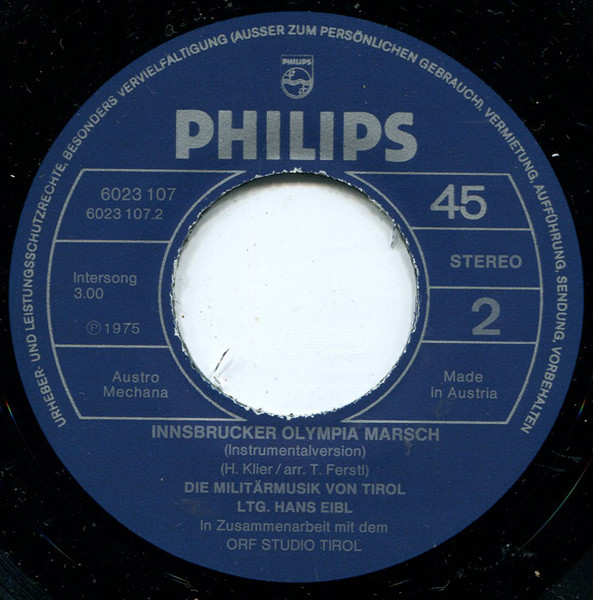 URHEBER- UND LEISTUNGSSCHUTZRECHTE, BESONDERS VERVIELFÄLTIGUNG (AUSSER ZUM PERSÖNLICHEN GEBRAUCH), VERMIETUNG, AUFFÜHRUNG, SENDUNG, VORBEHALTEN
PHILIPS
PHILIPS
6023 107
6023 107.2
45
Intersong
3.00
STEREO
℗ 1975
2
Austro
Mechana
Made
in Austria
INNSBRUCKER OLYMPIA MARSCH
(Instrumentalversion)
(H. Klier / arr. T. Ferstl)
DIE MILITÄRMUSIK VON TIROL
LTG. HANS EIBL
In Zusammenarbeit mit dem
ORF STUDIO TIROL